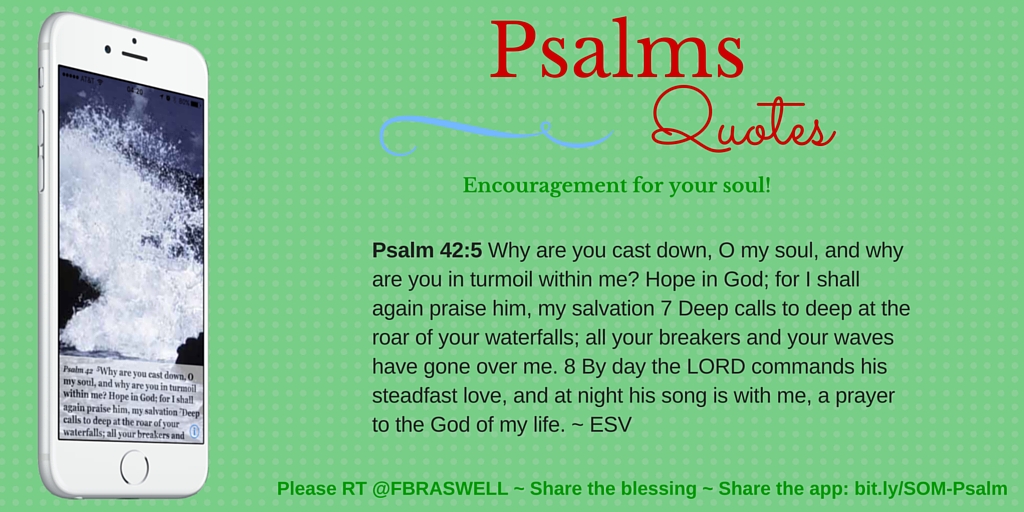 Psalms
Quotes
Encouragement for your soul!
Psalm 42:5 Why are you cast down, O my soul, and why
are you in turmoil within me? Hope in God; for I shall
again praise him, my salvation 7 Deep calls to deep at the
roar of your waterfalls; all your breakers and your waves
have gone over me. 8 By day the LORD commands his
steadfast love, and at night his song is with me, a prayer
to the God of my life. ~ ESV
AT&T
Psalm 42 ⁵Why are you cast down, O
my soul, and why are you in turmoil
within me? Hope in God; for I shall
again praise him, my salvation ⁷Deep
calls to deep at the roar of your
waterfalls; all your breakers and
Please RT @FBRASWELL ~ Share the blessing ~ Share the app: bit.ly/SOM-Psalm